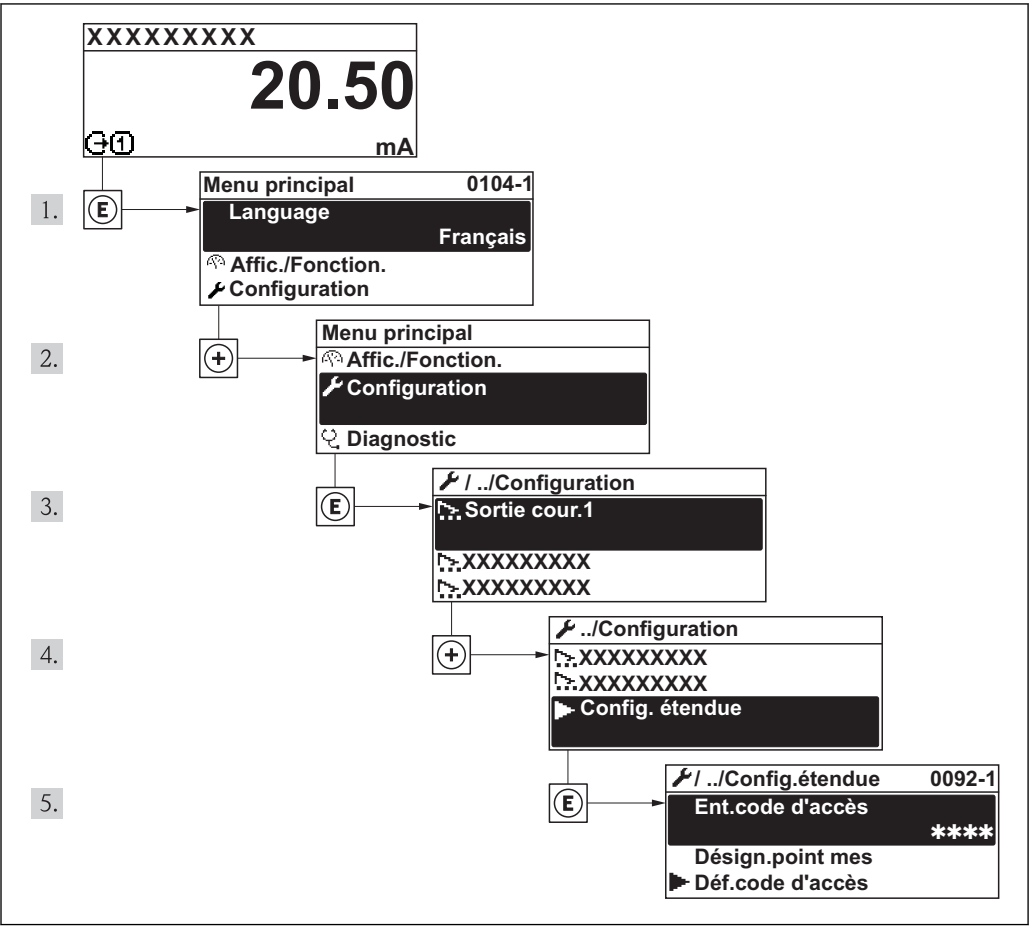 XXXXXXXXX
20.50
1
mA
1.
E
Menu principal 0104-1
Language
Français
Affic./Fonction.
Configuration
2.
+
Menu principal
Affic./Fonction.
Configuration
Diagnostic
3.
E
/ ../Configuration
Sortie cour.1
XXXXXXXXX
XXXXXXXXX
4.
+
../Configuration
XXXXXXXXX
XXXXXXXXX
Config. étendue
5.
E
/ ../Config.étendue 0092-1
Ent.code d'accès
****
Désign.point mes
Déf.code d'accès